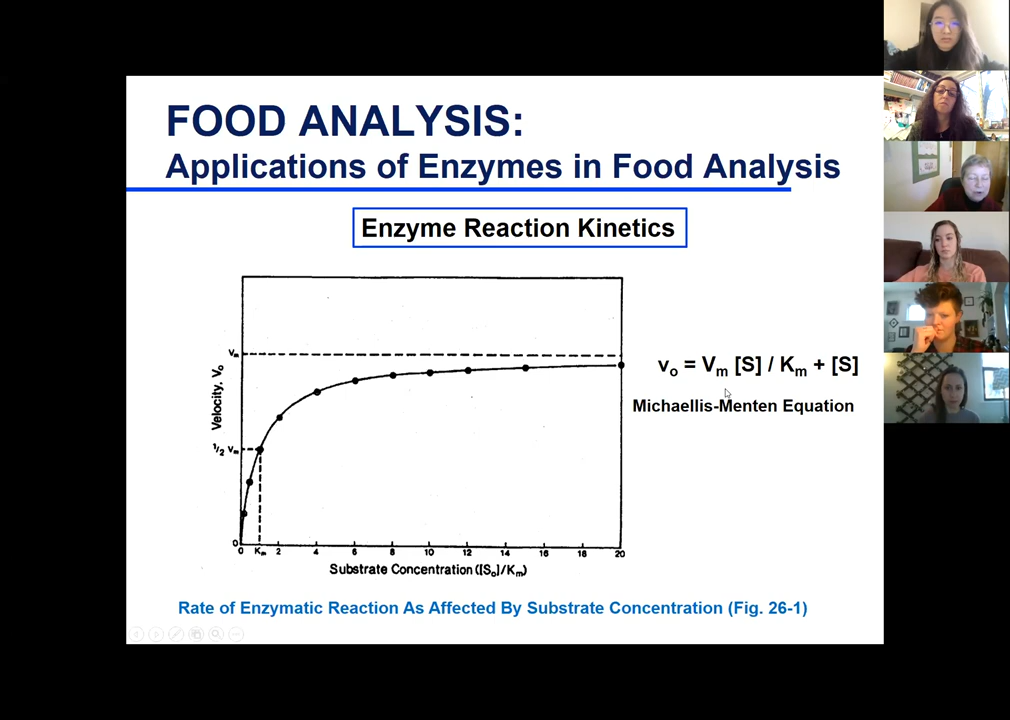 FOOD ANALYSIS:
Applications of Enzymes in Food Analysis
Enzyme Reaction Kinetics
Vm
Velocity, Vo
1/2 Vm
0
0 Km 2 4 6 8 10 12 14 16 18 20
Substrate Concentration ([So]/Km)
vo = Vm [S] / Km + [S]
Michaellis-Menten Equation
Rate of Enzymatic Reaction As Affected By Substrate Concentration (Fig. 26-1)